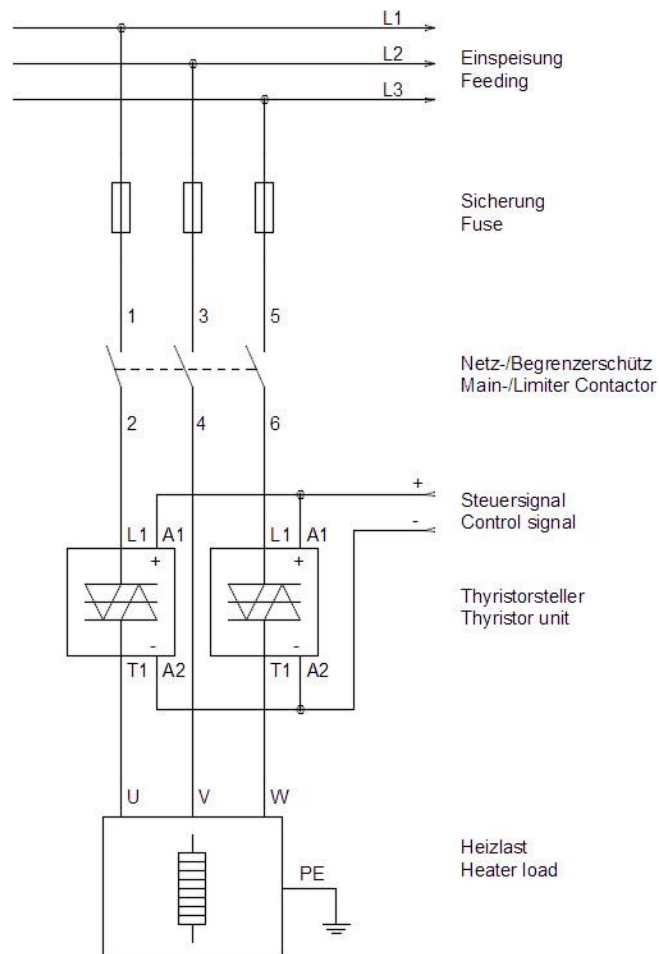 L1
L2
L3
Einspeisung
Feeding
Sicherung
Fuse
1 3 5
Netz-/Begrenzerschütz
Main-/Limiter Contactor
2 4 6
+
-
Steuersignal
Control signal
L1 A1 L1 A1
+ +
Thyristorsteller
Thyristor unit
- -
T1 A2 T1 A2
U V W
Heizlast
Heater load
PE